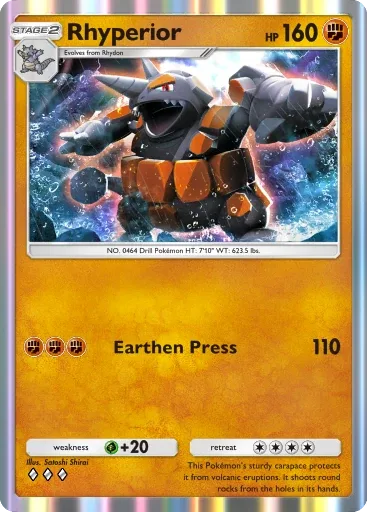 STAGE 2 Rhyperior HP 160
Evolves from Rhydon
NO. 0464 Drill Pokémon HT: 7'10" WT: 623.5 lbs.
Earthen Press 110
weakness +20 retreat
Illus. Satoshi Shirai
This Pokémon's sturdy carapace protects
it from volcanic eruptions. It shoots round
rocks from the holes in its hands.